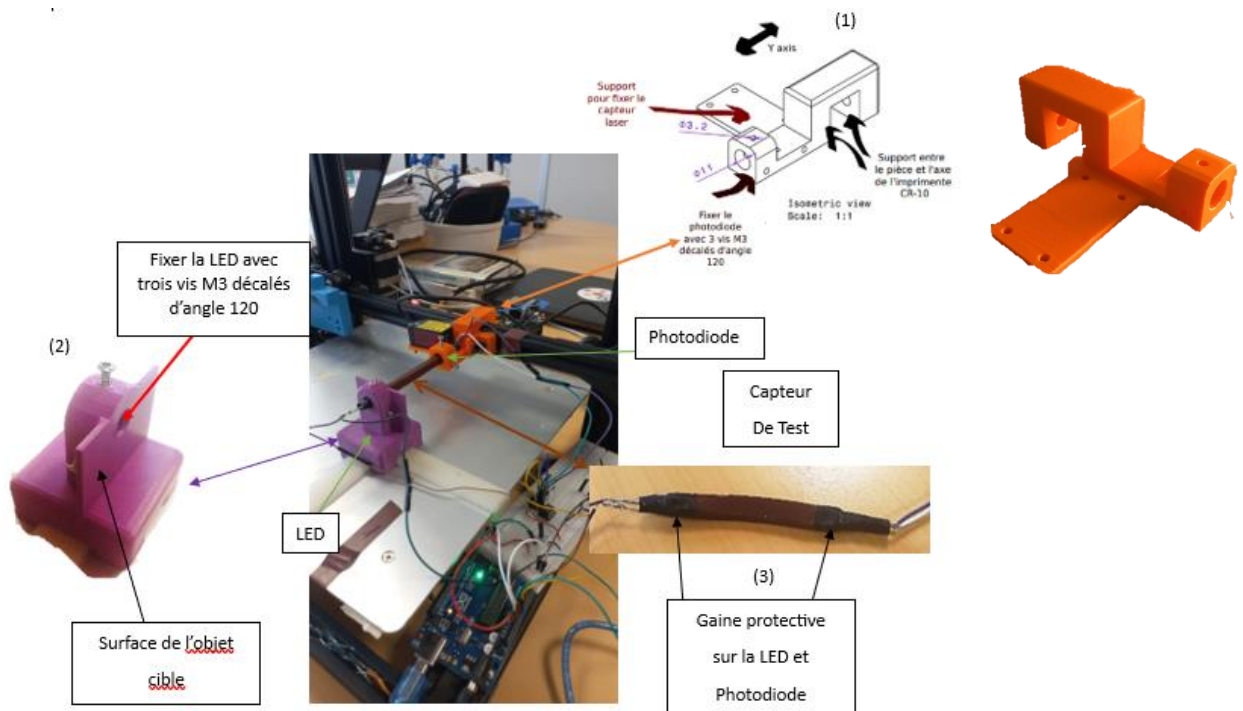 (1)
Y axis
Support
pour fixer le
capteur
laser
⌀3.2
⌀11
Support entre
le pièce et l'axe
de l'imprimente
CR-10
Isometric view
Scale: 1:1
Fixer le
photodiode
avec 3 vis M3
décalés d'angle
120
Fixer la LED avec
trois vis M3 décalés
d'angle 120
(2)
Photodiode
Capteur
De Test
LED
(3)
Surface de l'objet
cible
Gaine protective
sur la LED et
Photodiode